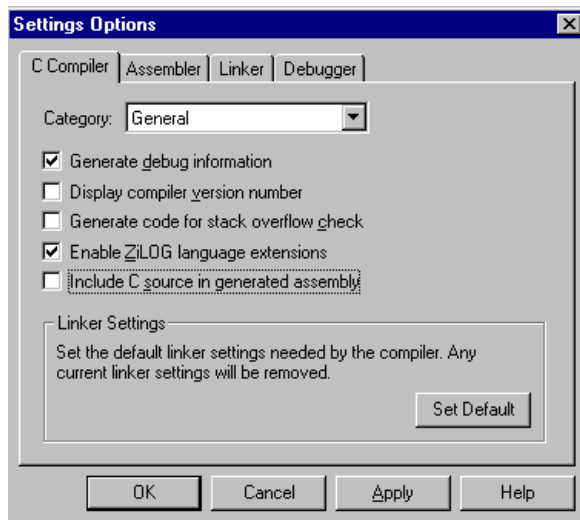 Settings Options
C Compiler Assembler Linker Debugger
Category: General
Generate debug information
Display compiler version number
Generate code for stack overflow check
Enable ZiLOG language extensions
Include C source in generated assembly
Linker Settings
Set the default linker settings needed by the compiler. Any
current linker settings will be removed.
Set Default
OK Cancel Apply Help